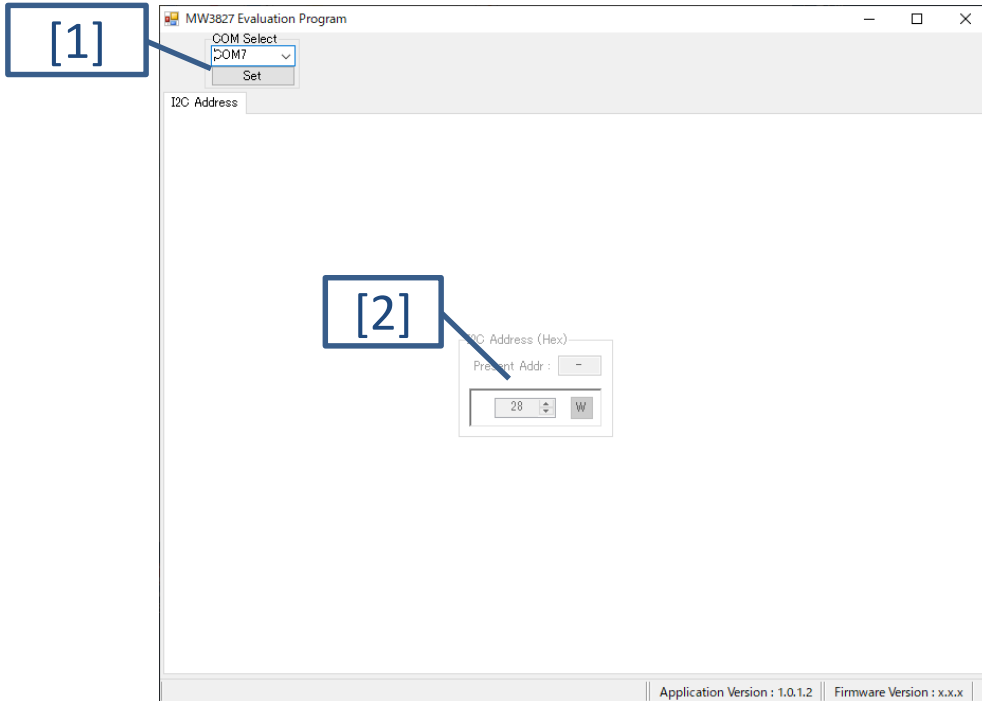 [1]
MW3827 Evaluation Program
COM Select
COM7
Set
I2C Address
[2]
I2C Address (Hex)
Present Addr : -
28 W
Application Version : 1.0.1.2 Firmware Version : x.x.x